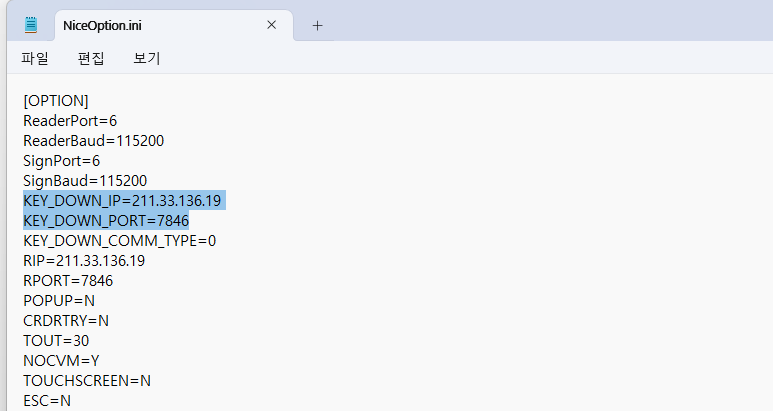 NiceOption.ini
파일 편집 보기
[OPTION]
ReaderPort=6
ReaderBaud=115200
SignPort=6
SignBaud=115200
KEY_DOWN_IP=211.33.136.19
KEY_DOWN_PORT=7846
KEY_DOWN_COMM_TYPE=0
RIP=211.33.136.19
RPORT=7846
POPUP=N
CRDRTRY=N
TOUT=30
NOCVM=Y
TOUCHSCREEN=N
ESC=N